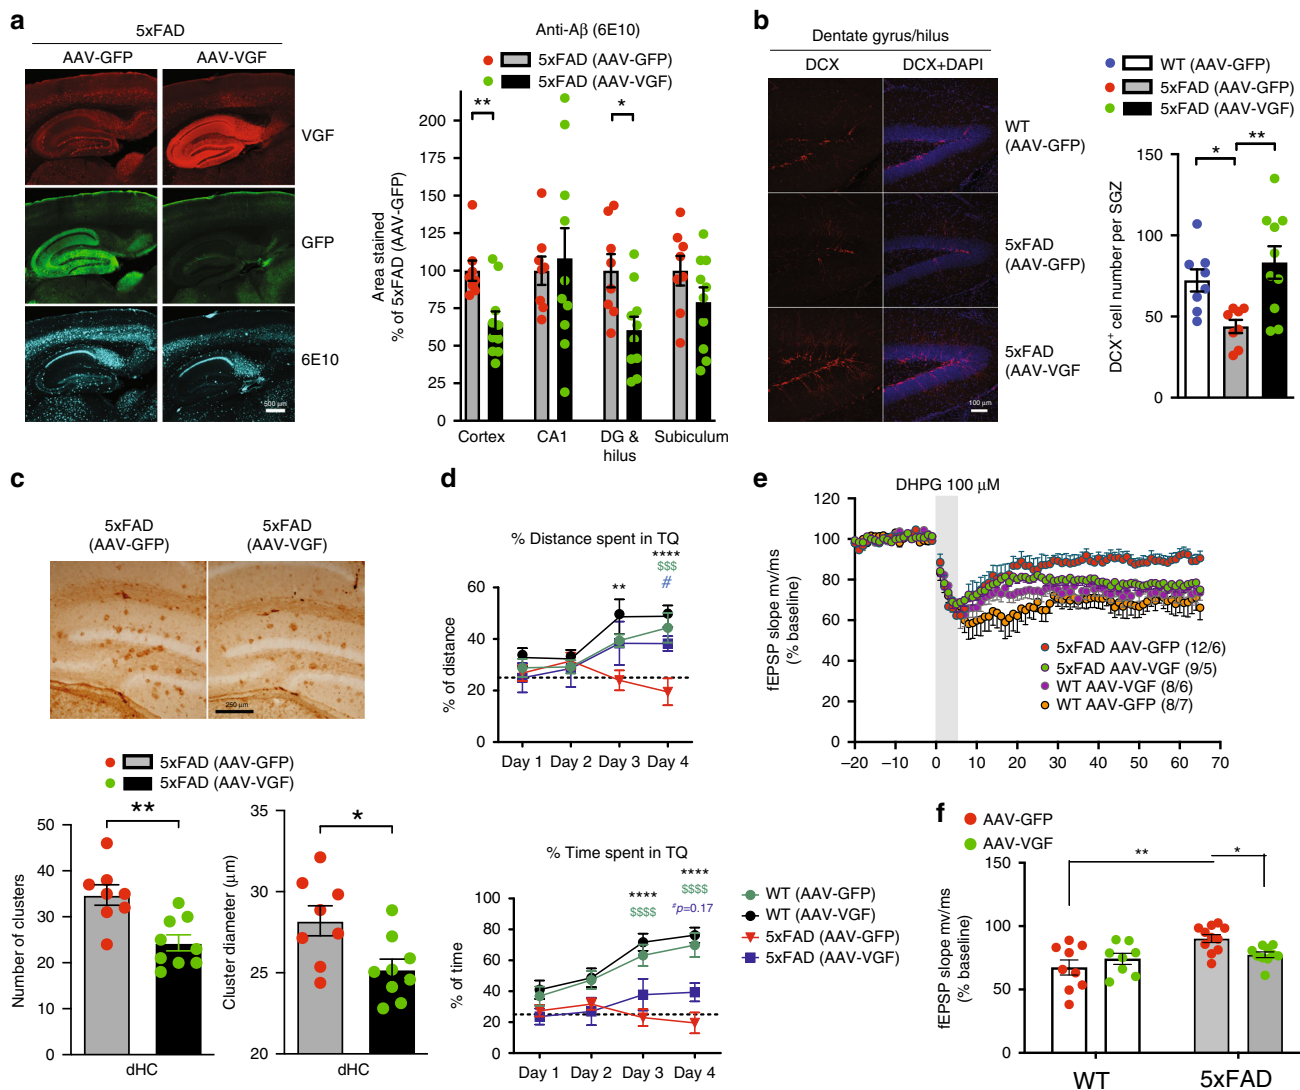 a
5xFAD
AAV-GFP AAV-VGF
VGF
GFP
6E10
500 µm
Anti-Aβ (6E10)
5xFAD (AAV-GFP)
5xFAD (AAV-VGF)
Area stained
% of 5xFAD (AAV-GFP)
200
175
150
125
100
75
50
25
0
** *
Cortex CA1 DG & hilus Subiculum
b
Dentate gyrus/hilus
DCX DCX+DAPI
WT
(AAV-GFP)
5xFAD
(AAV-GFP)
5xFAD
(AAV-VGF
100 µm
WT (AAV-GFP)
5xFAD (AAV-GFP)
5xFAD (AAV-VGF)
DCX+ cell number per SGZ
150
100
50
0
* **
c
5xFAD
(AAV-GFP)
5xFAD
(AAV-VGF)
250 µm
5xFAD (AAV-GFP)
5xFAD (AAV-VGF)
Number of clusters
50
40
30
20
10
0
**
dHC
Cluster diameter (µm)
35
30
25
20
*
dHC
d
% Distance spent in TQ
****
$$$
#
**
% of distance
60
40
20
0
Day 1 Day 2 Day 3 Day 4
% Time spent in TQ
**** ****
$$$$ $$$$
#p=0.17
% of time
100
80
60
40
20
0
Day 1 Day 2 Day 3 Day 4
WT (AAV-GFP)
WT (AAV-VGF)
5xFAD (AAV-GFP)
5xFAD (AAV-VGF)
e
DHPG 100 µM
fEPSP slope mv/ms
(% baseline)
120
100
80
60
40
20
0
–20 –10 0 10 20 30 40 50 60 70
5xFAD AAV-GFP (12/6)
5xFAD AAV-VGF (9/5)
WT AAV-VGF (8/6)
WT AAV-GFP (8/7)
f
AAV-GFP
AAV-VGF
fEPSP slope mv/ms
(% baseline)
150
100
50
0
** *
WT 5xFAD